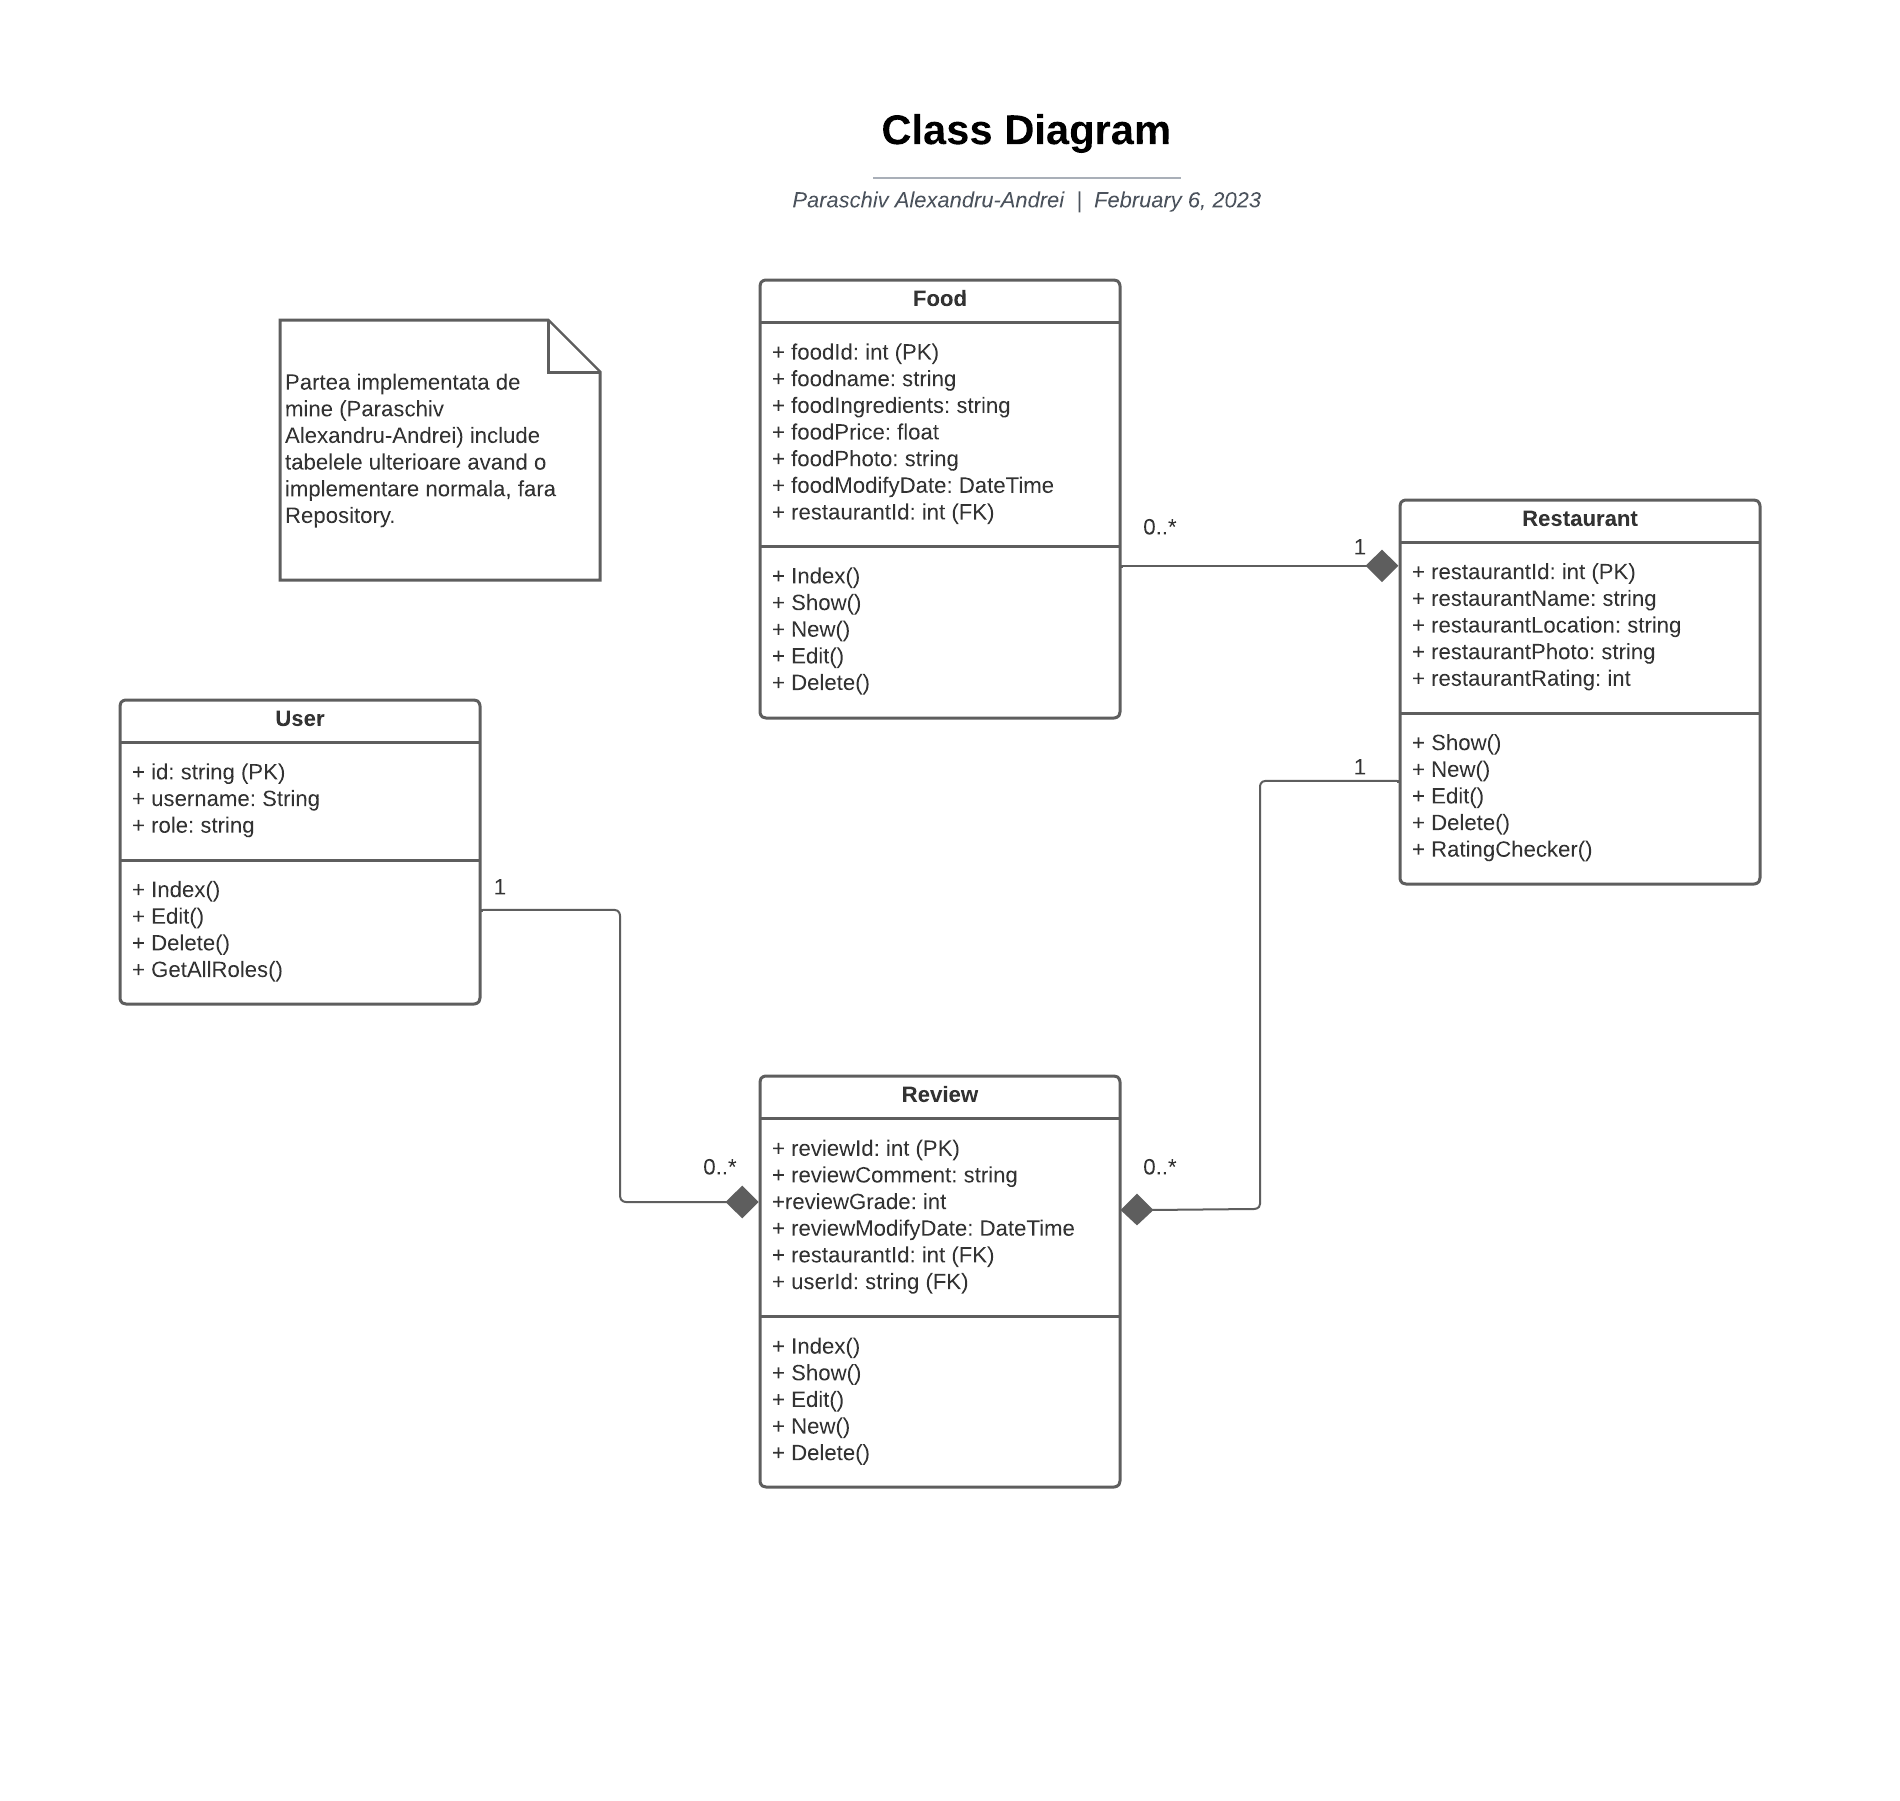 Class Diagram
Paraschiv Alexandru-Andrei | February 6, 2023
Partea implementata de
mine (Paraschiv
Alexandru-Andrei) include
tabelele ulterioare avand o
implementare normala, fara
Repository.
Food
+ foodId: int (PK)
+ foodname: string
+ foodIngredients: string
+ foodPrice: float
+ foodPhoto: string
+ foodModifyDate: DateTime
+ restaurantId: int (FK)
+ Index()
+ Show()
+ New()
+ Edit()
+ Delete()
0..*
1
Restaurant
+ restaurantId: int (PK)
+ restaurantName: string
+ restaurantLocation: string
+ restaurantPhoto: string
+ restaurantRating: int
+ Show()
+ New()
+ Edit()
+ Delete()
+ RatingChecker()
1
User
+ id: string (PK)
+ username: String
+ role: string
+ Index()
+ Edit()
+ Delete()
+ GetAllRoles()
1
0..*
0..*
Review
+ reviewId: int (PK)
+ reviewComment: string
+reviewGrade: int
+ reviewModifyDate: DateTime
+ restaurantId: int (FK)
+ userId: string (FK)
+ Index()
+ Show()
+ Edit()
+ New()
+ Delete()